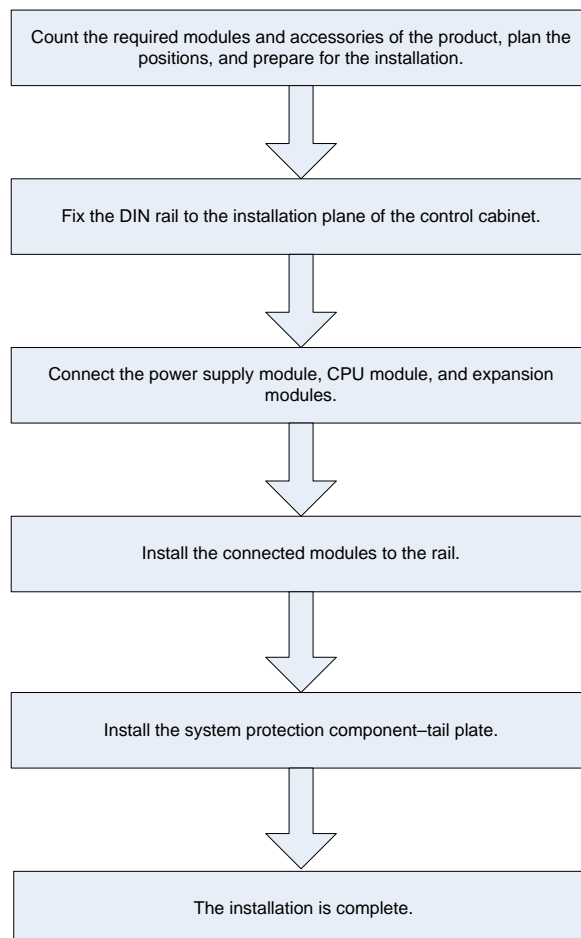 Count the required modules and accessories of the product, plan the
positions, and prepare for the installation.
Fix the DIN rail to the installation plane of the control cabinet.
Connect the power supply module, CPU module, and expansion
modules.
Install the connected modules to the rail.
Install the system protection component–tail plate.
The installation is complete.